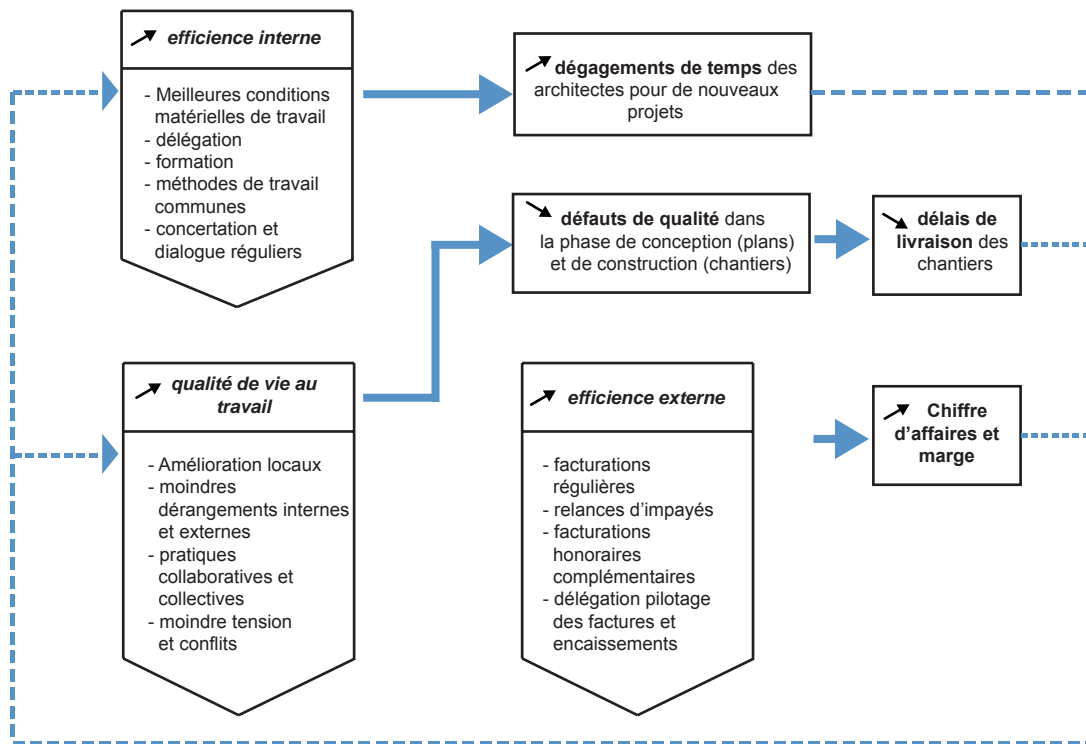 efficience interne
- Meilleures conditions
matérielles de travail
- délégation
- formation
- méthodes de travail
communes
- concertation et
dialogue réguliers
dégagements de temps des
architectes pour de nouveaux
projets
défauts de qualité dans
la phase de conception (plans)
et de construction (chantiers)
délais de
livraison des
chantiers
qualité de vie au
travail
- Amélioration locaux
- moindres
dérangements internes
et externes
- pratiques
collaboratives et
collectives
- moindre tension
et conflits
efficience externe
- facturations
régulières
- relances d’impayés
- facturations
honoraires
complémentaires
- délégation pilotage
des factures et
encaissements
Chiffre
d’affaires et
marge